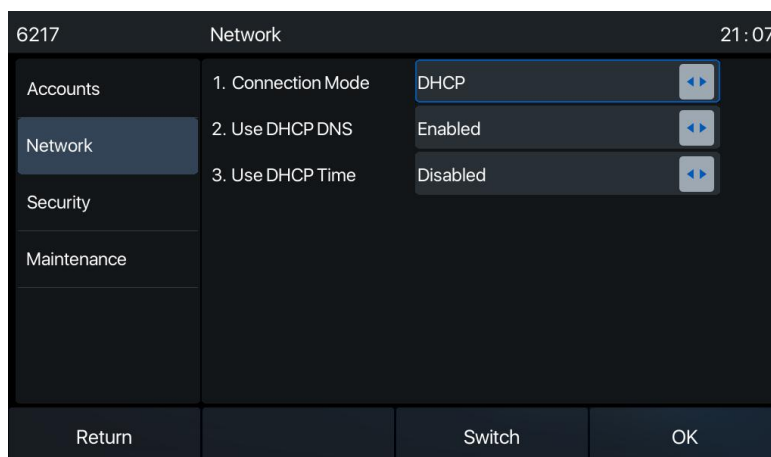 6217 Network 21:07
Accounts
Network
Security
Maintenance
1. Connection Mode DHCP
2. Use DHCP DNS Enabled
3. Use DHCP Time Disabled
Return Switch OK